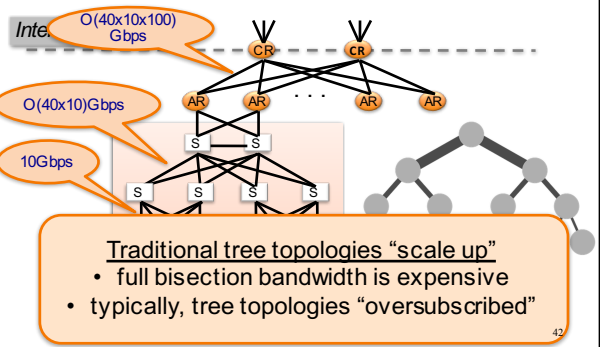 O(40x10x100)
Gbps
Inte
CR
CR
AR
AR
. . .
AR
AR
O(40x10)Gbps
S
S
10Gbps
S
S
S
S
Traditional tree topologies “scale up”
• full bisection bandwidth is expensive
• typically, tree topologies “oversubscribed”
42